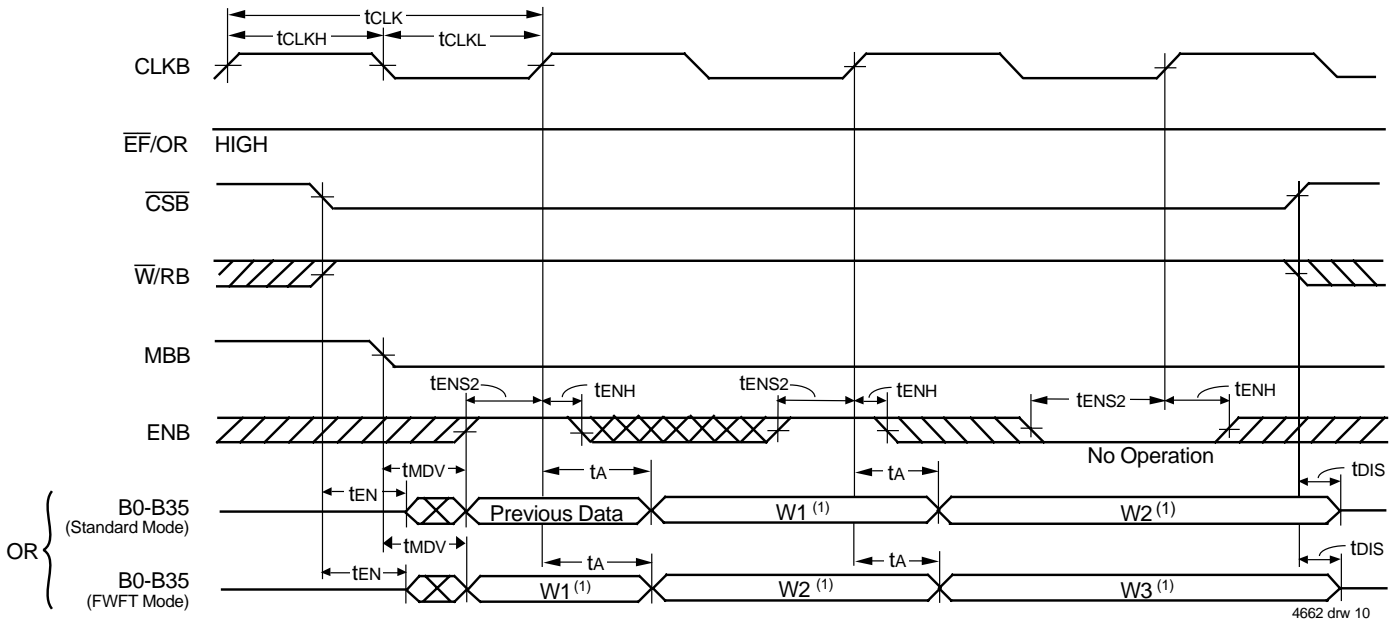 tCLK
tCLKH tCLKL
CLKB
EF/OR HIGH
CSB
W/RB
MBB
tENS2 tENH tENS2 tENH tENS2 tENH
ENB
No Operation
tMDV tA tA tDIS
tEN
B0-B35 Previous Data W1 (1) W2 (1)
(Standard Mode)
OR
tMDV tA tA tDIS
tEN
B0-B35 W1 (1) W2 (1) W3 (1)
(FWFT Mode)
4662 drw 10